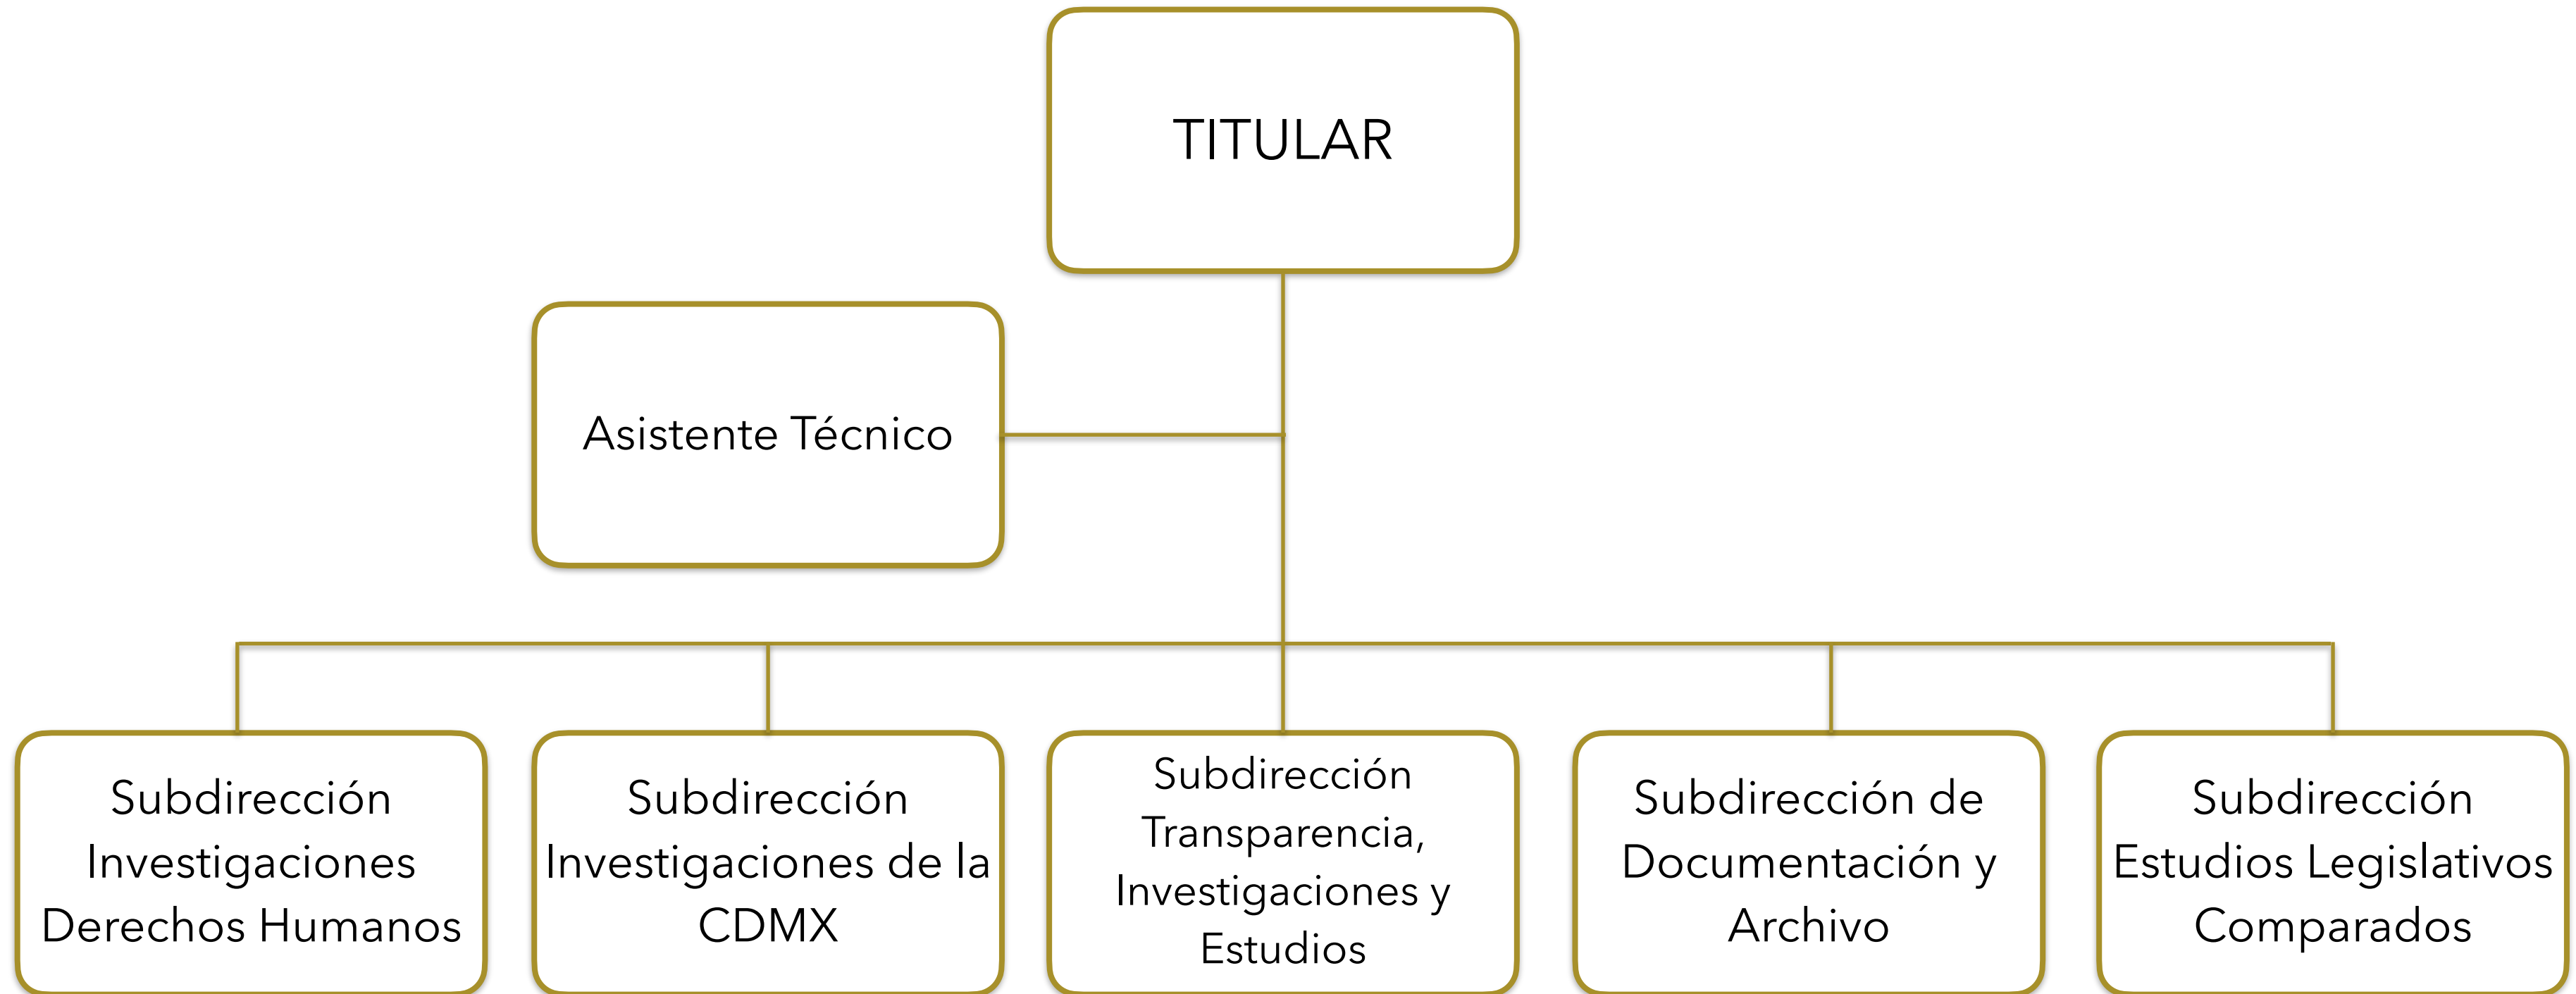 TITULAR
Asistente Técnico
Subdirección
Investigaciones
Derechos Humanos
Subdirección
Investigaciones de la
CDMX
Subdirección
Transparencia,
Investigaciones y
Estudios
Subdirección de
Documentación y
Archivo
Subdirección
Estudios Legislativos
Comparados